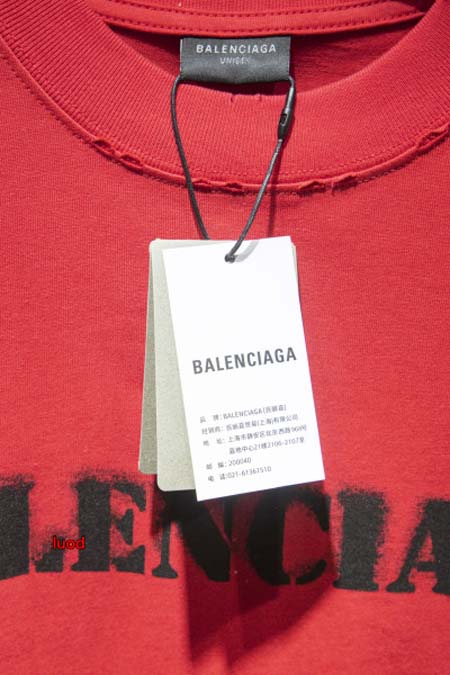 BALENCIAGA
UNISEX
BALENCIAGA
品 牌:BALENCIAGA(巴黎世家)
经销商:巴黎世家贸易(上海)有限公司
地 址:上海市静安区北京西路968号
嘉地中心21楼2106-2107室
邮 编:200040
电 话:021-61367510
LENCIA
luod